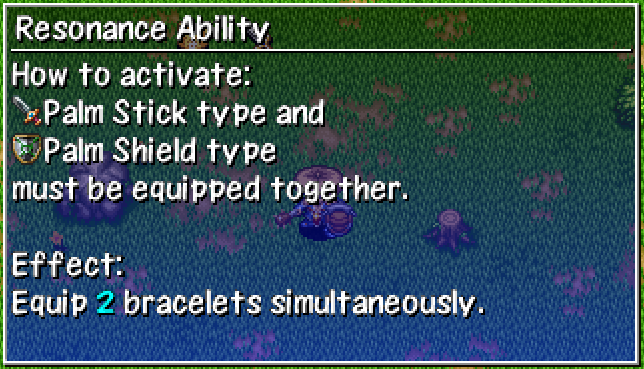 Resonance Ability
How to activate:
Palm Stick type and
Palm Shield type
must be equipped together.
Effect:
Equip 2 bracelets simultaneously.